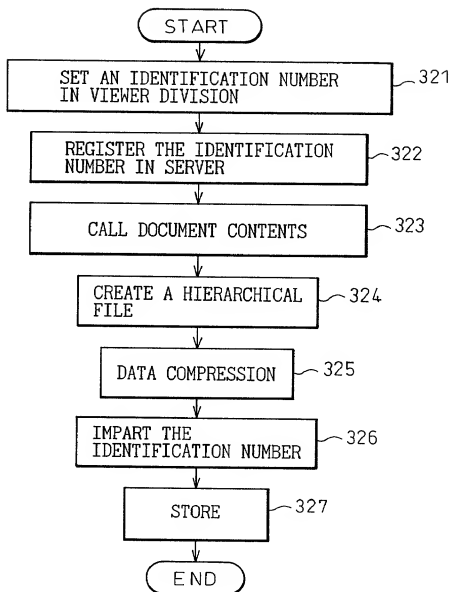 START
SET AN IDENTIFICATION NUMBER
IN VIEWER DIVISION
321
REGISTER THE IDENTIFICATION
NUMBER IN SERVER
322
CALL DOCUMENT CONTENTS
323
CREATE A HIERARCHICAL
FILE
324
DATA COMPRESSION
325
IMPART THE
IDENTIFICATION NUMBER
326
STORE
327
END